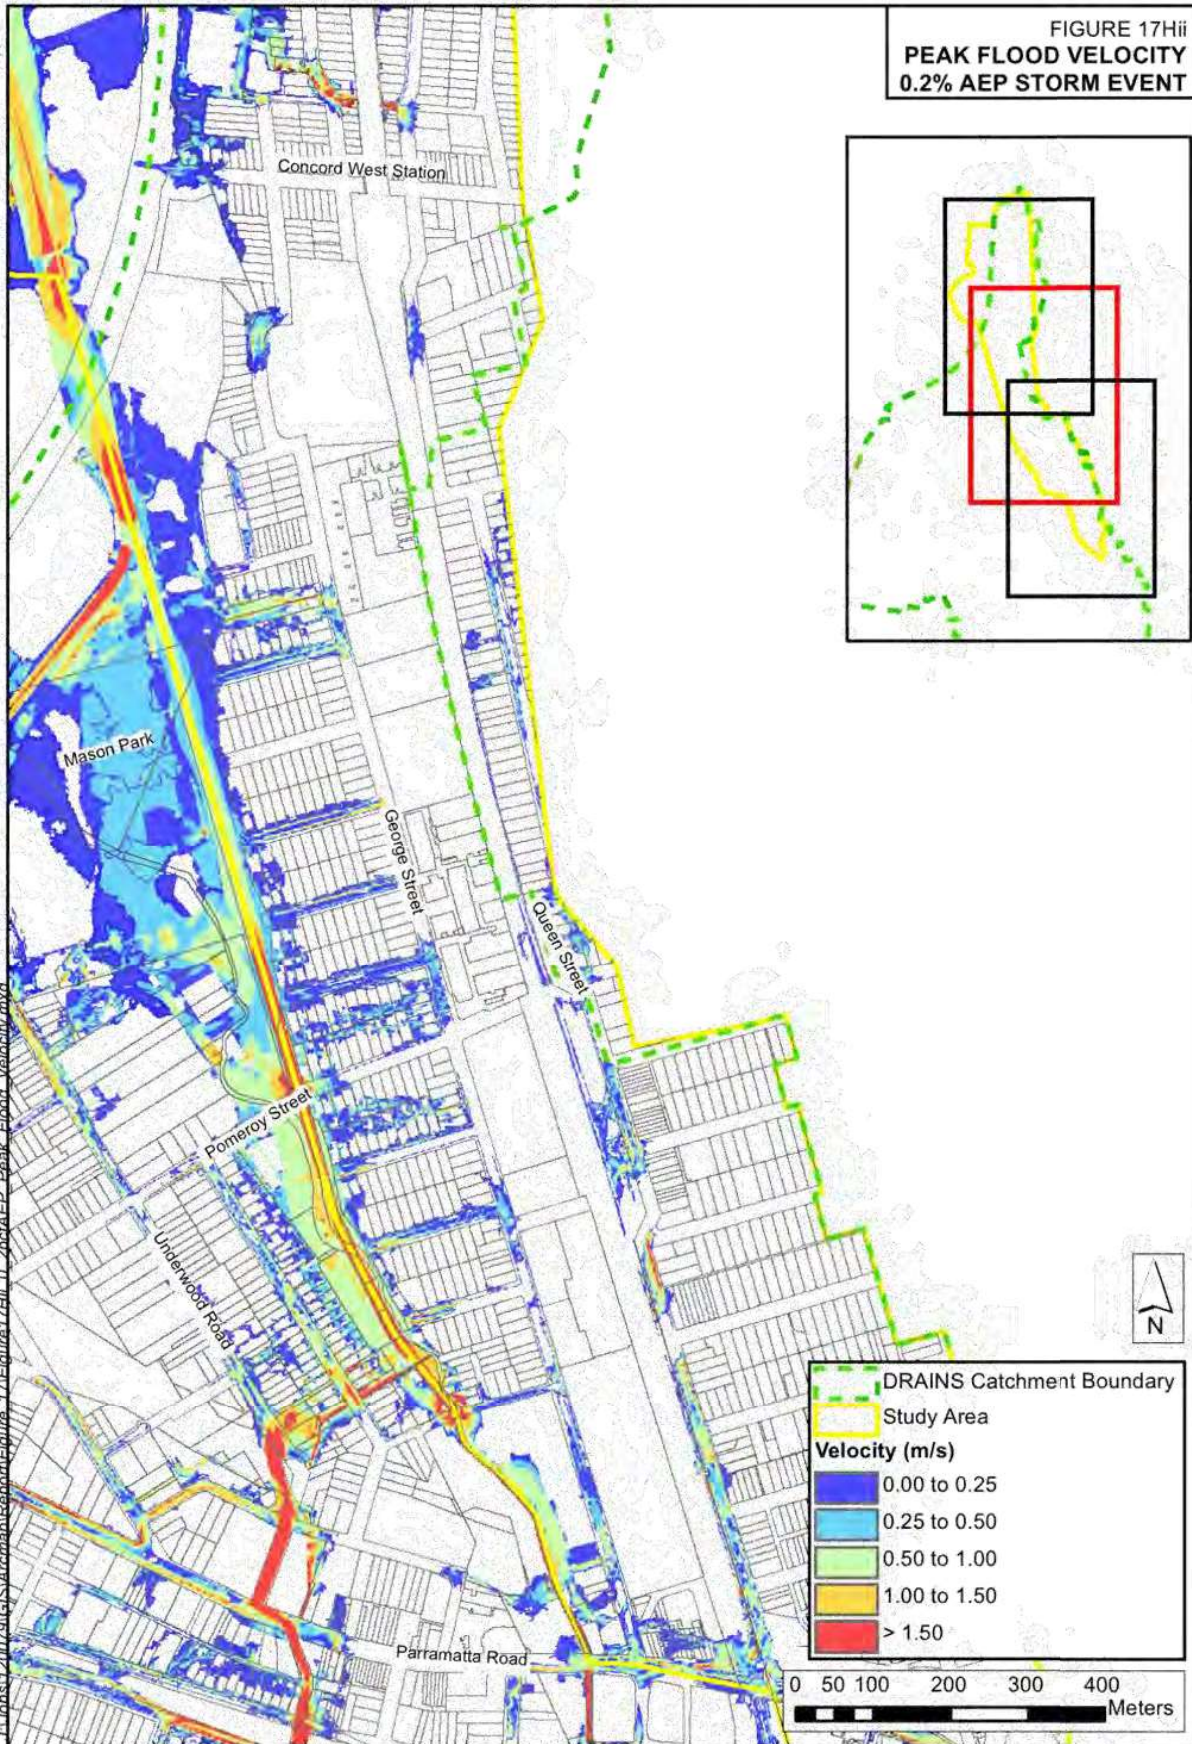 FIGURE 17Hii
PEAK FLOOD VELOCITY
0.2% AEP STORM EVENT
Concord West Station
Mason Park
George Street
Queen Street
Pomeroy Street
Underwood Road
Parramatta Road
N
DRAINS Catchment Boundary
Study Area
Velocity (m/s)
0.00 to 0.25
0.25 to 0.50
0.50 to 1.00
1.00 to 1.50
> 1.50
0 50 100 200 300 400
Meters